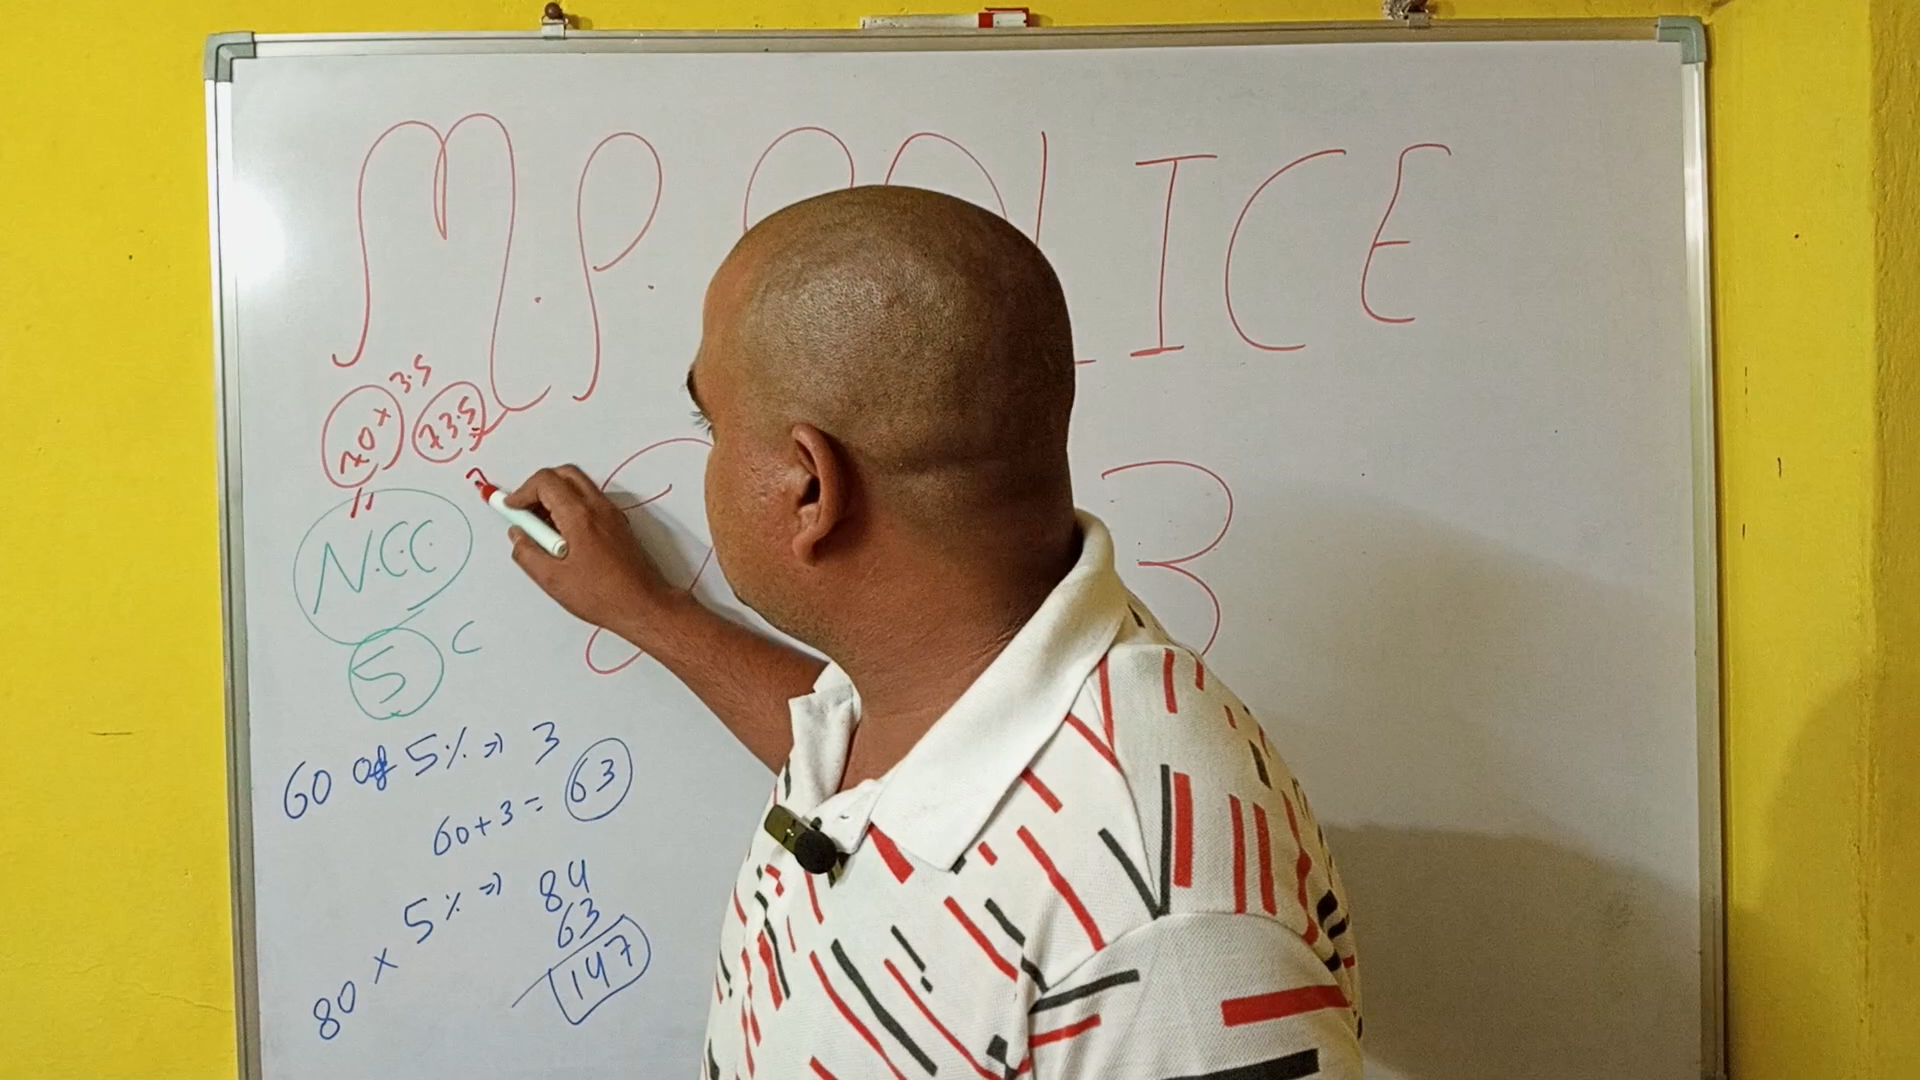 M.P. POLICE
3.5
70 × 73.5
3
N.C.C
5 C
60 of 5% => 3
60+3= 63
80 × 5% => 84
63
147